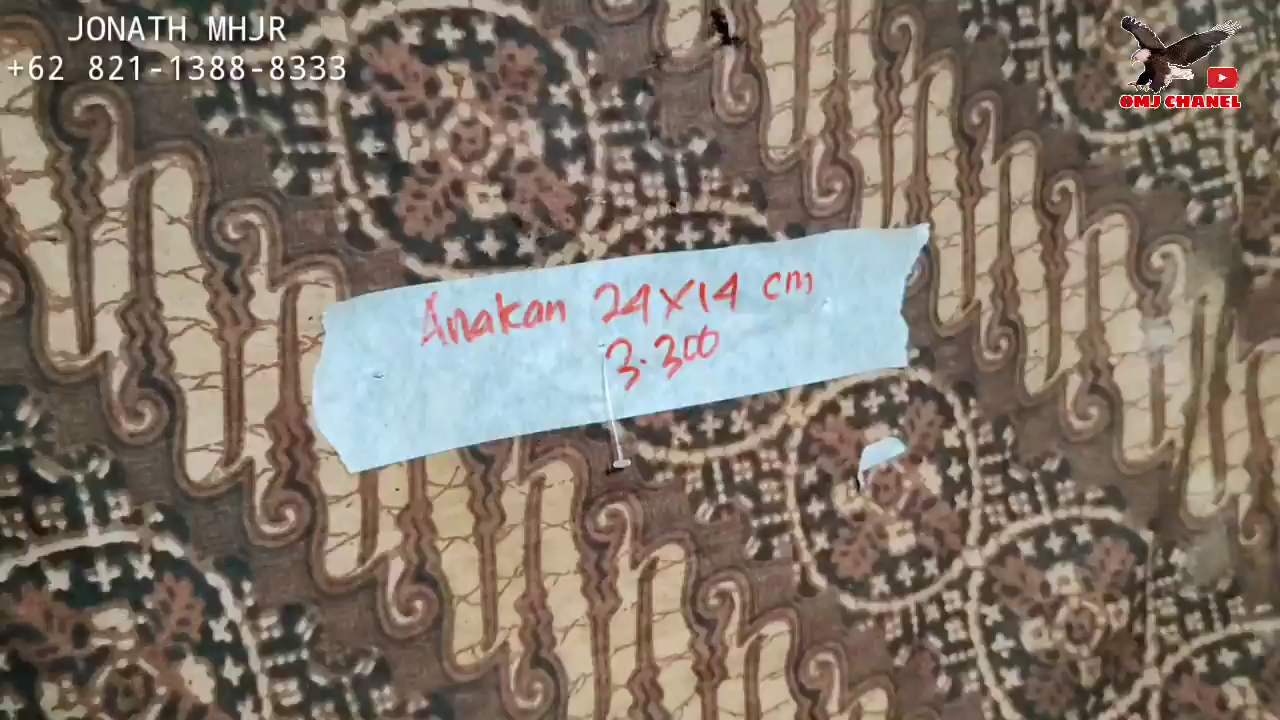 JONATH MHJR
+62 821-1388-8333
OMJ CHANEL
Anakan 24x14 cm
3.300